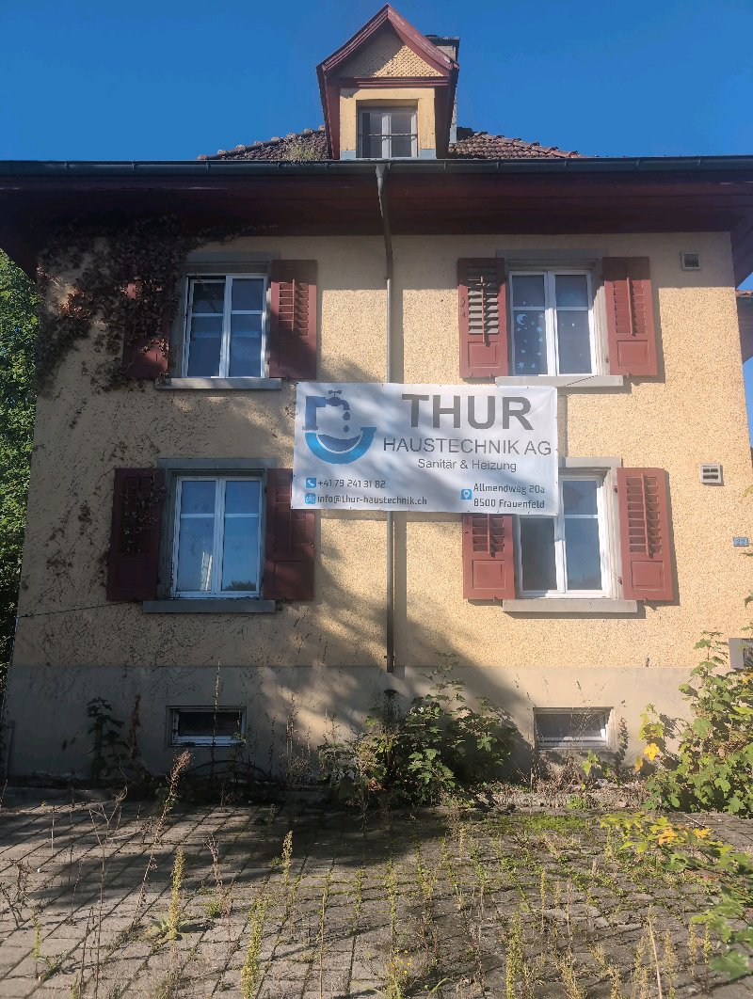 THUR
HAUSTECHNIK AG
Sanitär & Heizung
+41 79 241 31 82
info@thur-haustechnik.ch
Allmendweg 20a
8500 Frauenfeld